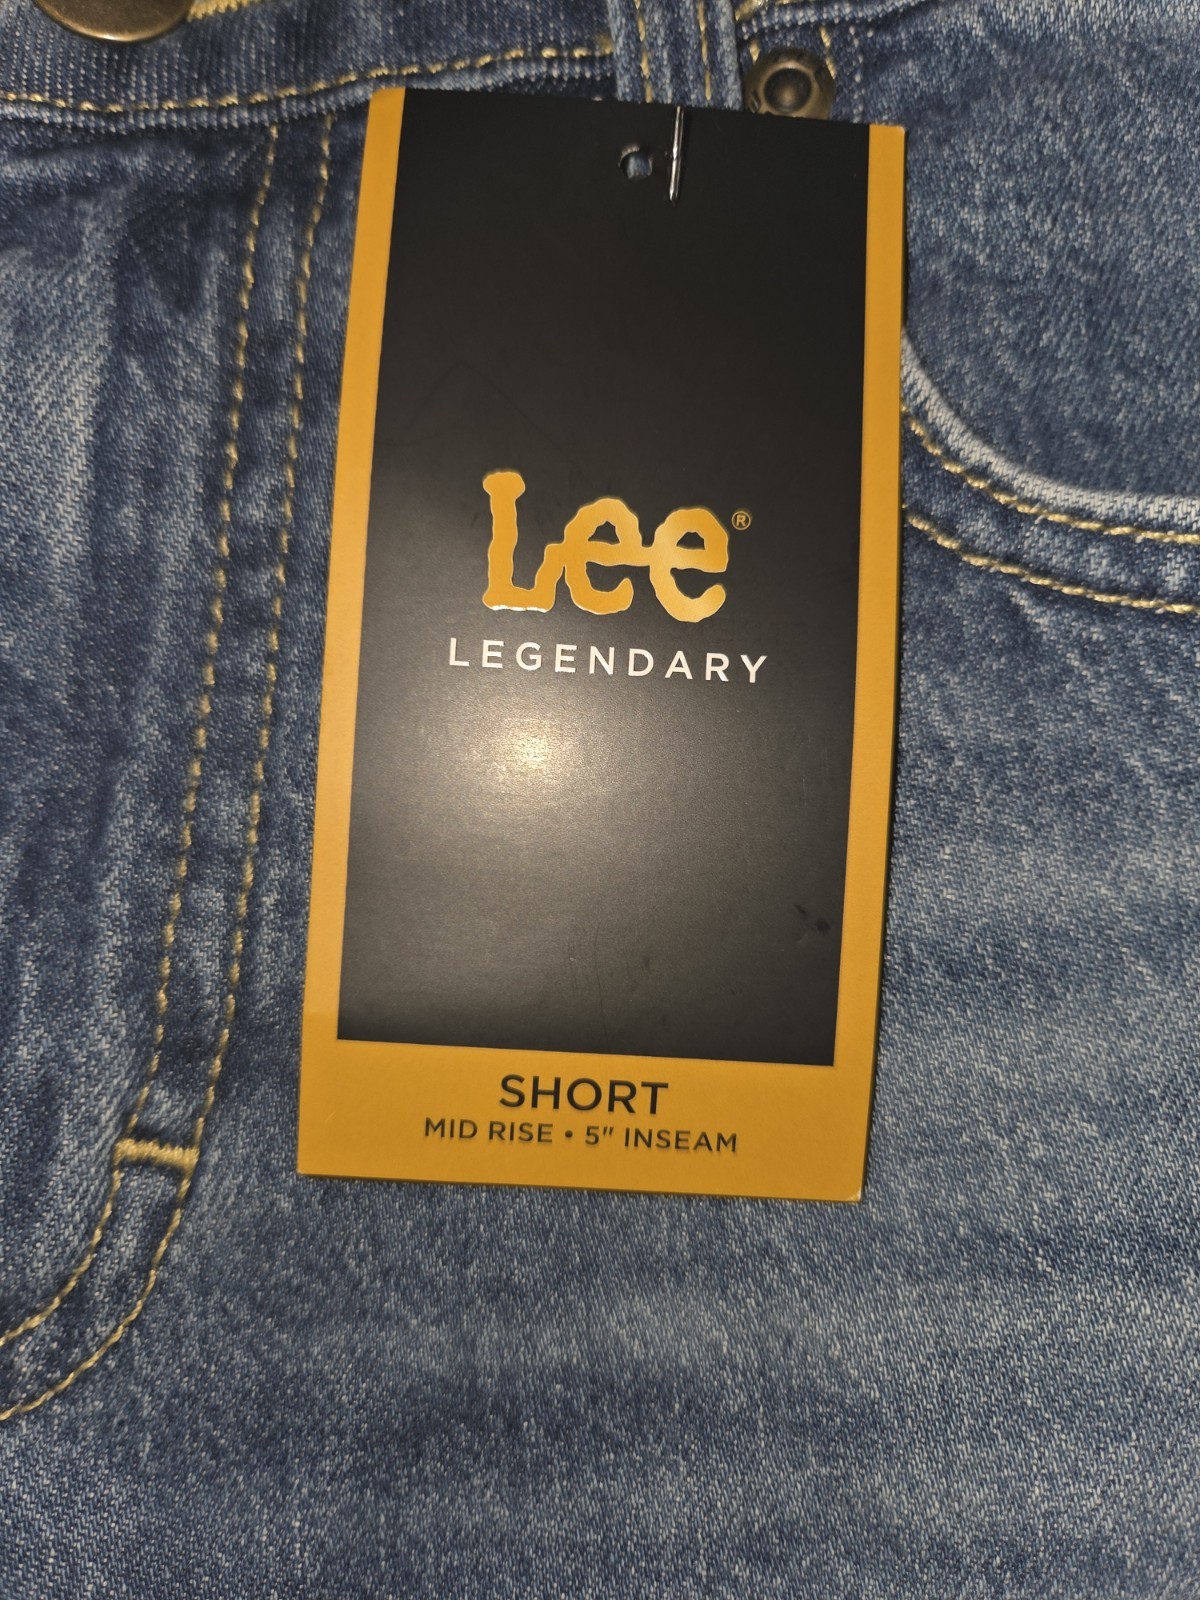 Lee®
LEGENDARY
SHORT
MID RISE • 5" INSEAM